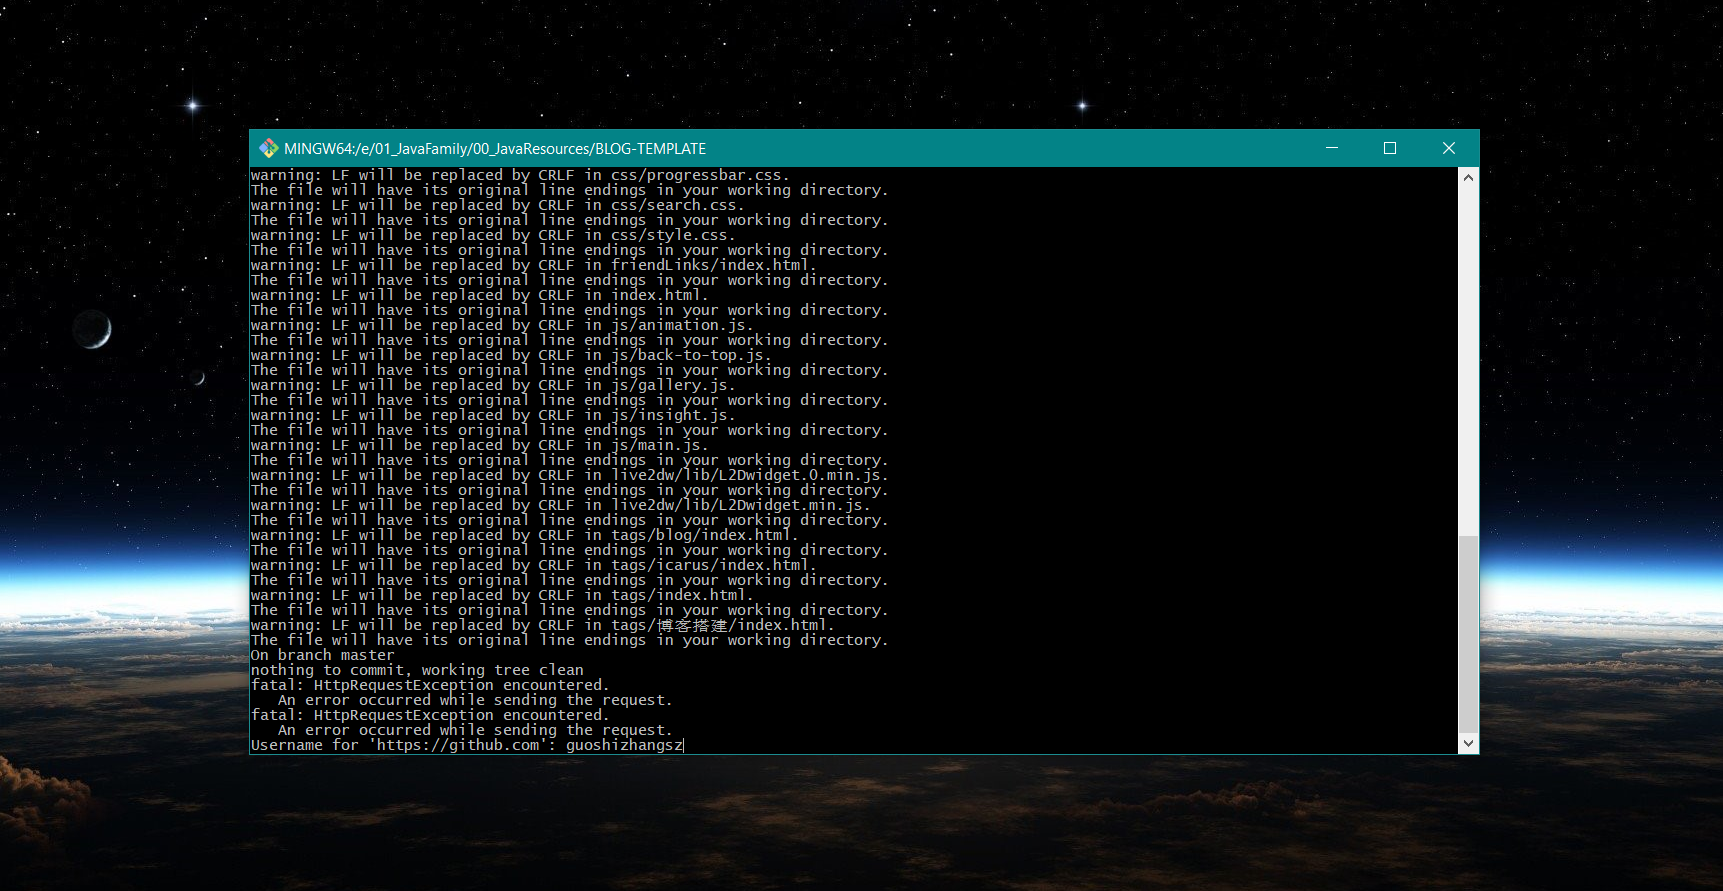 MINGW64:/e/01_JavaFamily/00_JavaResources/BLOG-TEMPLATE
warning: LF will be replaced by CRLF in css/progressbar.css.
The file will have its original line endings in your working directory.
warning: LF will be replaced by CRLF in css/search.css.
The file will have its original line endings in your working directory.
warning: LF will be replaced by CRLF in css/style.css.
The file will have its original line endings in your working directory.
warning: LF will be replaced by CRLF in friendLinks/index.html.
The file will have its original line endings in your working directory.
warning: LF will be replaced by CRLF in index.html.
The file will have its original line endings in your working directory.
warning: LF will be replaced by CRLF in js/animation.js.
The file will have its original line endings in your working directory.
warning: LF will be replaced by CRLF in js/back-to-top.js.
The file will have its original line endings in your working directory.
warning: LF will be replaced by CRLF in js/gallery.js.
The file will have its original line endings in your working directory.
warning: LF will be replaced by CRLF in js/insight.js.
The file will have its original line endings in your working directory.
warning: LF will be replaced by CRLF in js/main.js.
The file will have its original line endings in your working directory.
warning: LF will be replaced by CRLF in live2dw/lib/L2Dwidget.0.min.js.
The file will have its original line endings in your working directory.
warning: LF will be replaced by CRLF in live2dw/lib/L2Dwidget.min.js.
The file will have its original line endings in your working directory.
warning: LF will be replaced by CRLF in tags/blog/index.html.
The file will have its original line endings in your working directory.
warning: LF will be replaced by CRLF in tags/icarus/index.html.
The file will have its original line endings in your working directory.
warning: LF will be replaced by CRLF in tags/index.html.
The file will have its original line endings in your working directory.
warning: LF will be replaced by CRLF in tags/博客搭建/index.html.
The file will have its original line endings in your working directory.
On branch master
nothing to commit, working tree clean
fatal: HttpRequestException encountered.
   An error occurred while sending the request.
fatal: HttpRequestException encountered.
   An error occurred while sending the request.
Username for 'https://github.com': guoshizhangsz